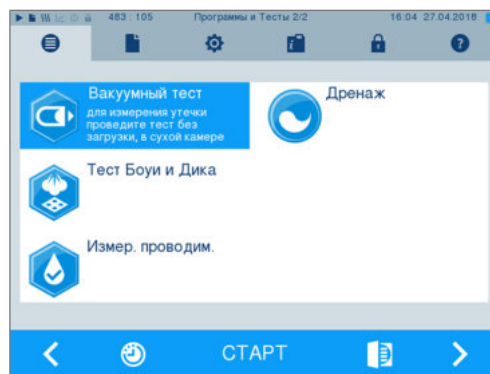 483 : 105 Программы и Тесты 2/2 16:04 27.04.2018
Вакуумный тест
для измерения утечки
проведите тест без
загрузки, в сухой камере
Дренаж
Тест Боуи и Дика
Измер. проводим.
СТАРТ